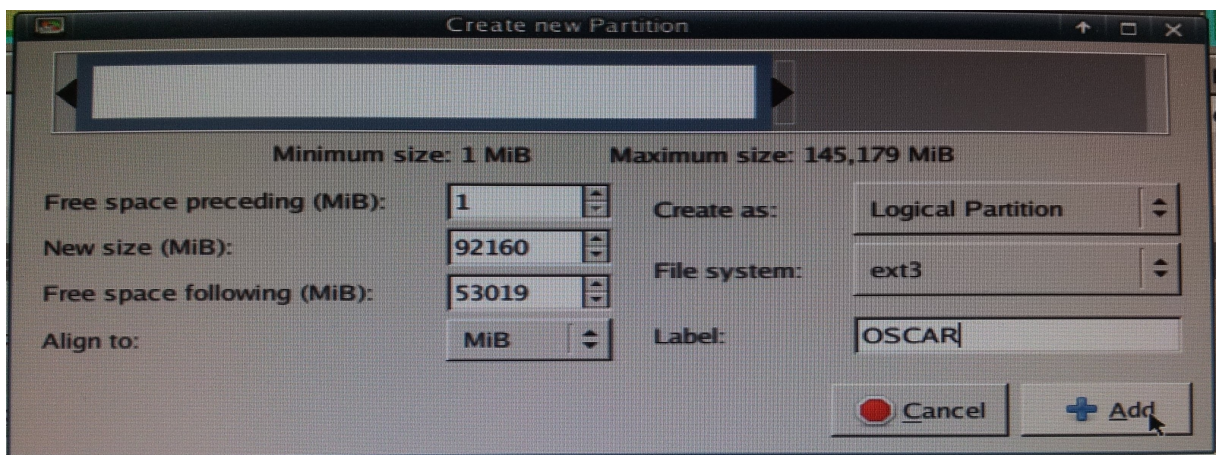 Create new Partition
Minimum size: 1 MiB Maximum size: 145,179 MiB
Free space preceding (MiB): 1
New size (MiB): 92160
Free space following (MiB): 53019
Align to: MiB
Create as: Logical Partition
File system: ext3
Label: OSCAR
Cancel Add